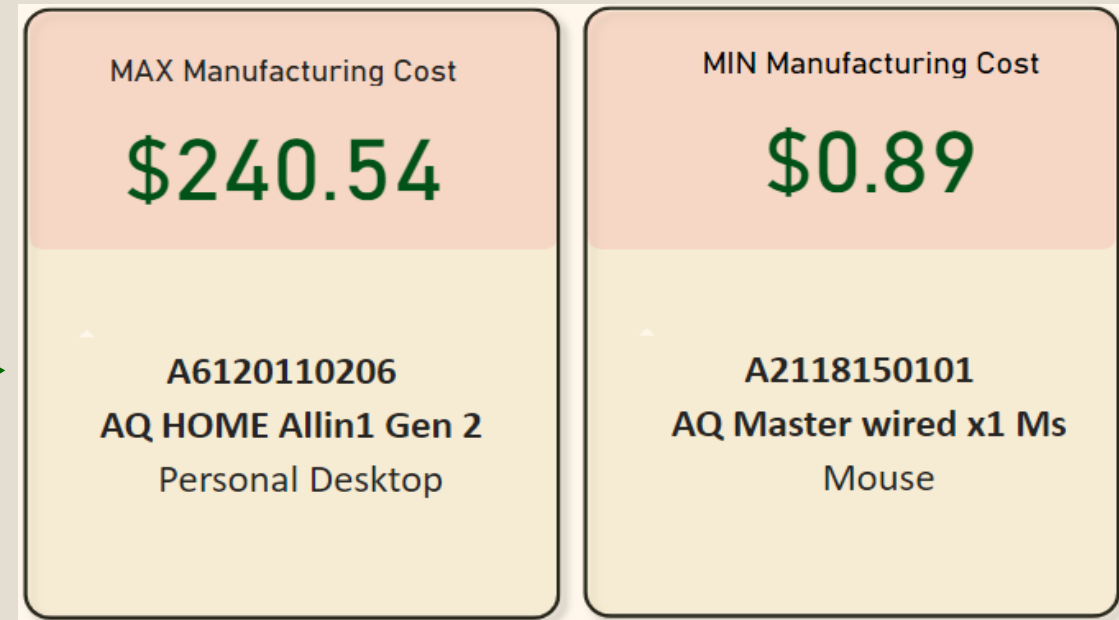 MAX Manufacturing Cost
$240.54
A6120110206
AQ HOME Allin1 Gen 2
Personal Desktop
MIN Manufacturing Cost
$0.89
A2118150101
AQ Master wired x1 Ms
Mouse